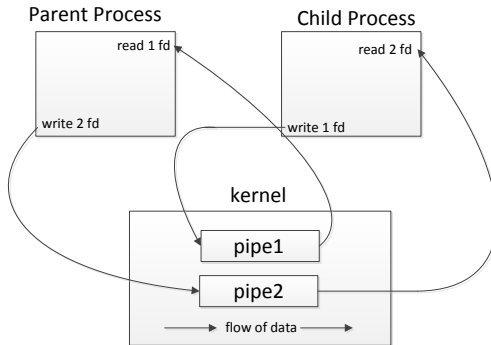 Parent Process
Child Process
read 1 fd
read 2 fd
write 2 fd
write 1 fd
kernel
pipe1
pipe2
flow of data